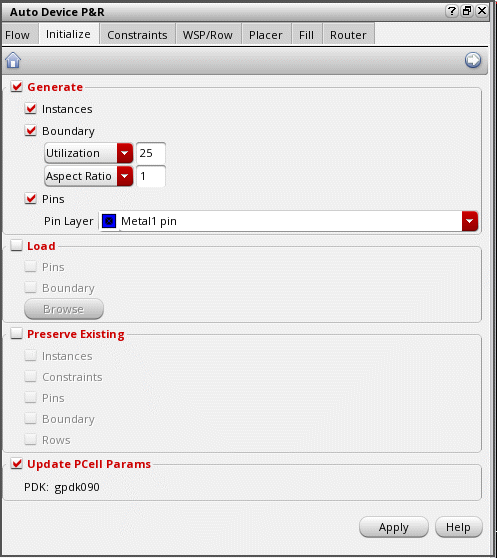 Auto Device P&R
Flow Initialize Constraints WSP/Row Placer Fill Router
Generate
Instances
Boundary
Utilization 25
Aspect Ratio 1
Pins
Pin Layer Metal1 pin
Load
Pins
Boundary
Browse
Preserve Existing
Instances
Constraints
Pins
Boundary
Rows
Update PCell Params
PDK: gpdk090
Apply Help